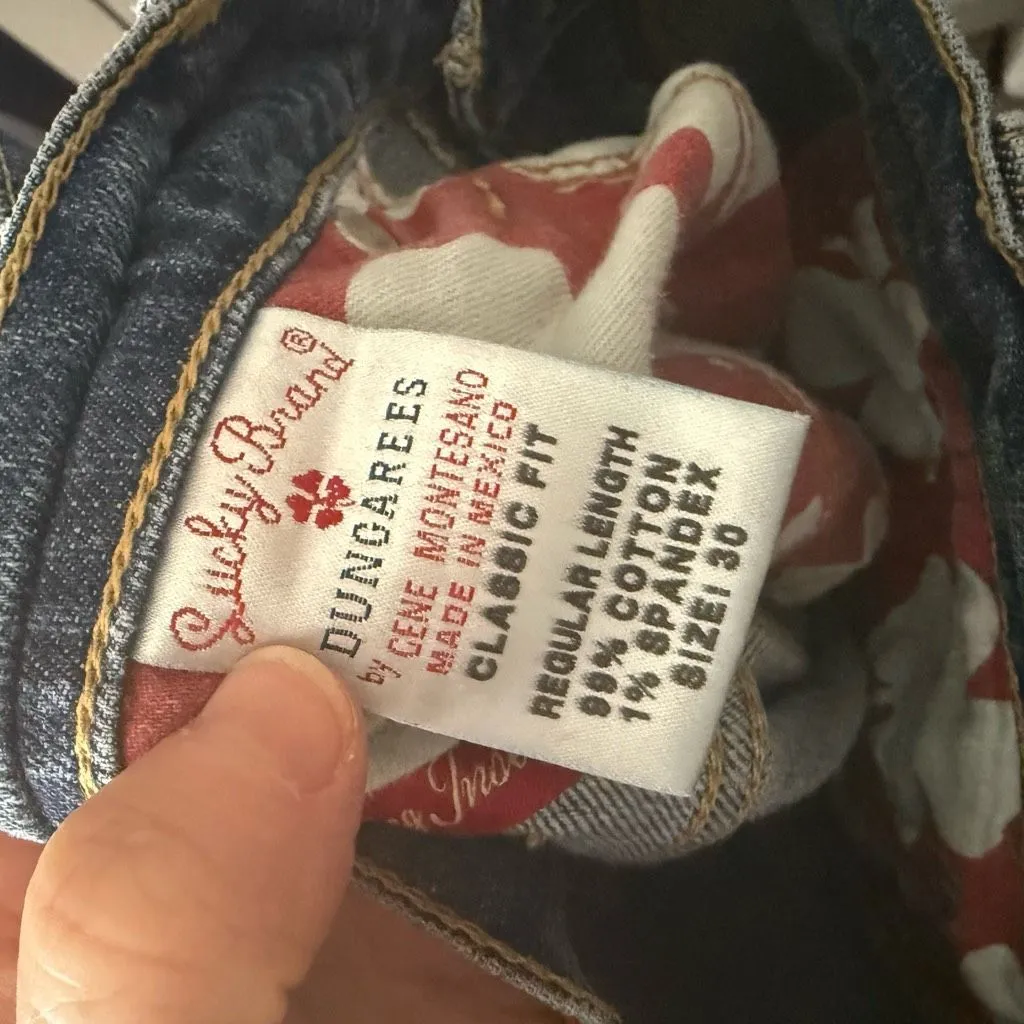 Lucky Brand®
DUNGAREES
by GENE MONTESANO
MADE IN MEXICO
CLASSIC FIT
REGULAR LENGTH
99% COTTON
1% SPANDEX
SIZE: 30